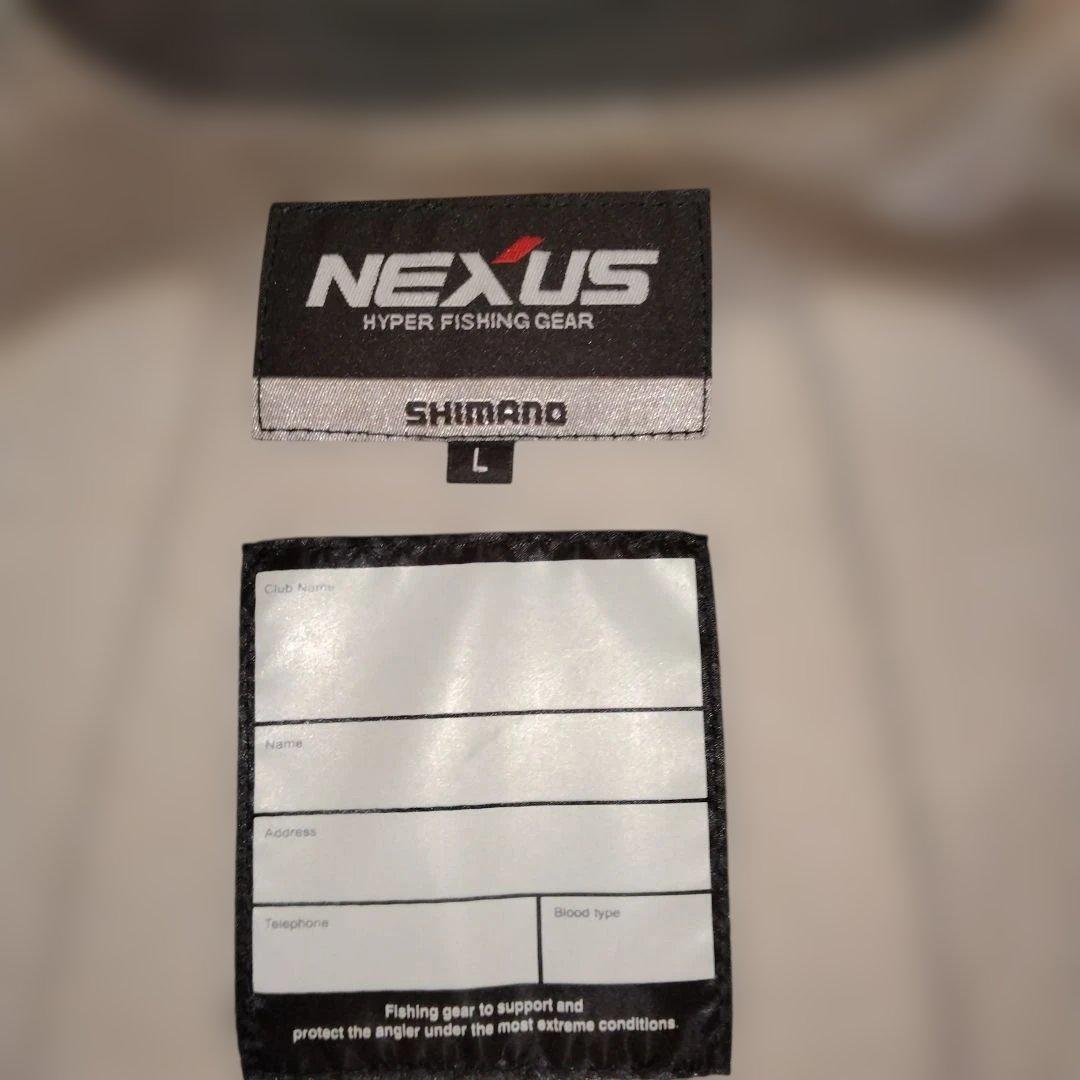 NEXUS
HYPER FISHING GEAR
SHIMANO
L
Club Name
Name
Address
Telephone
Blood type
Fishing gear to support and
protect the angler under the most extreme conditions.